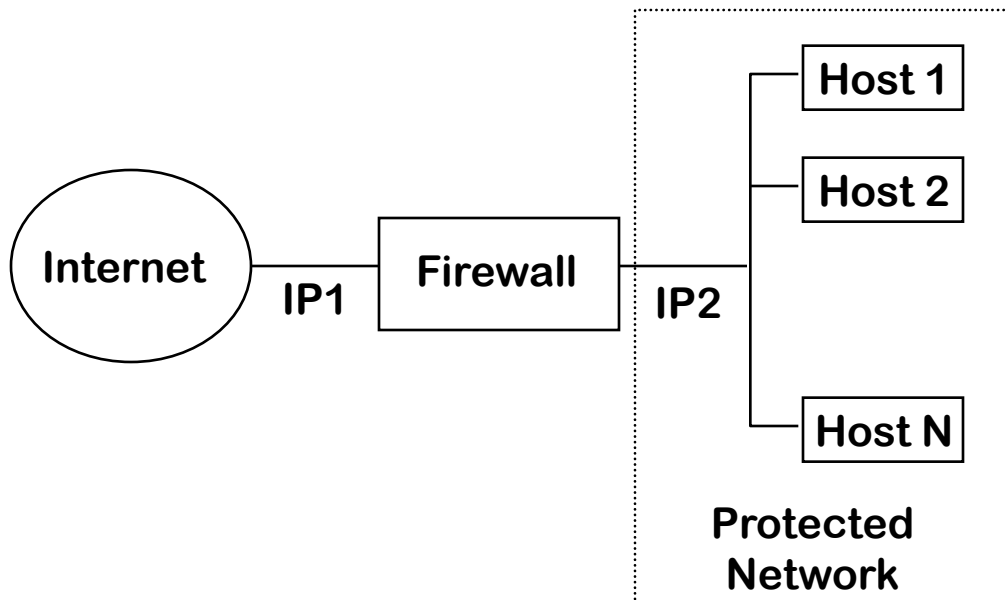 Internet
IP1
Firewall
IP2
Host 1
Host 2
Host N
Protected
Network